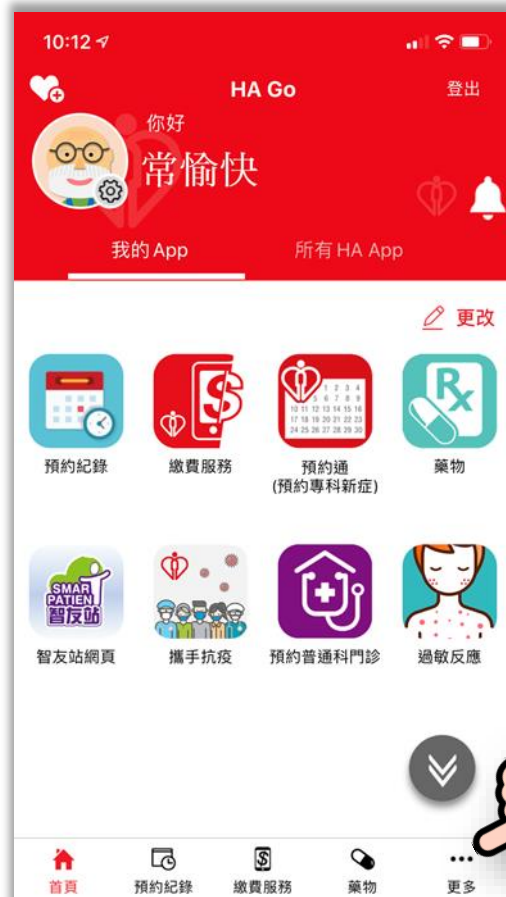 10:12
HA Go
登出
你好
常愉快
我的 App
所有 HA App
更改
預約紀錄
繳費服務
預約通
(預約專科新症)
藥物
SMAR
PATIEN
智友站
智友站網頁
攜手抗疫
預約普通科門診
過敏反應
首頁
預約紀錄
繳費服務
藥物
更多